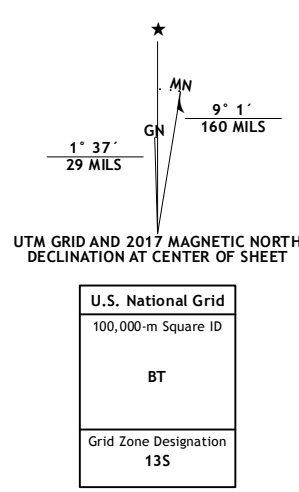 ★
MN
9° 1´
160 MILS
GN
1° 37´
29 MILS
UTM GRID AND 2017 MAGNETIC NORTH
DECLINATION AT CENTER OF SHEET
U.S. National Grid
100,000-m Square ID
BT
Grid Zone Designation
13S